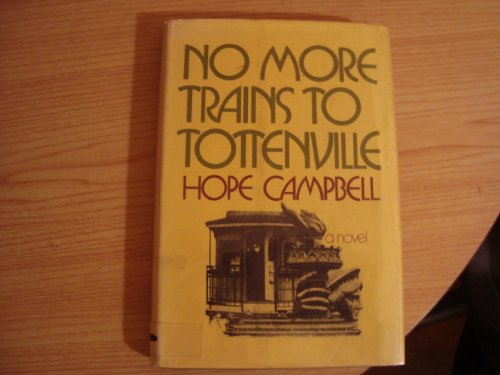 NO MORE
TRAINS TO
TOTTENVILLE
HOPE CAMPBELL
a novel